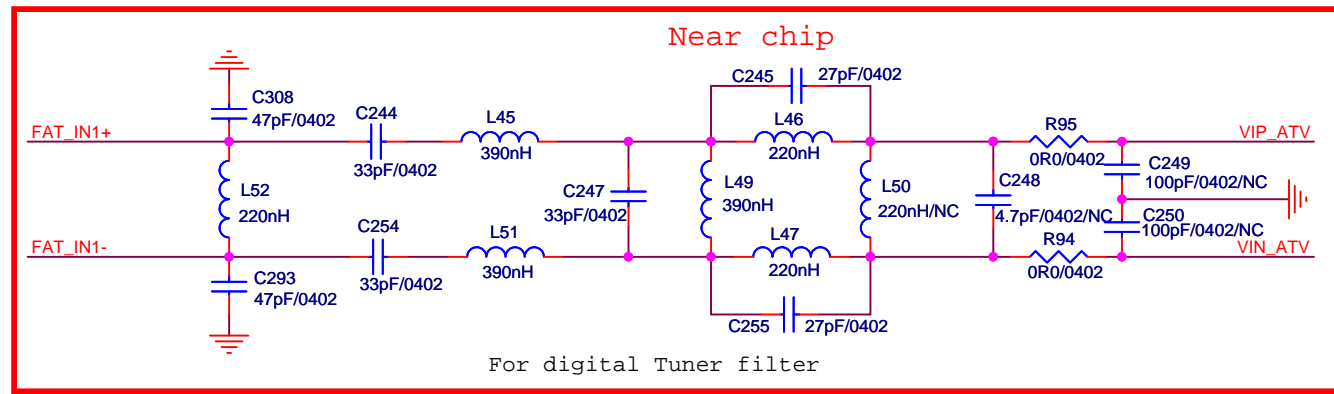 Near chip
C245
27pF/0402
C308
47pF/0402
C244
L45
L46
R95
FAT_IN1+
VIP_ATV
33pF/0402
390nH
220nH
0R0/0402
C249
100pF/0402/NC
L52
220nH
C247
33pF/0402
L49
390nH
L50
220nH/NC
C248
4.7pF/0402/NC
C250
100pF/0402/NC
C254
L51
L47
R94
FAT_IN1-
VIN_ATV
33pF/0402
390nH
220nH
0R0/0402
C293
47pF/0402
C255
27pF/0402
For digital Tuner filter